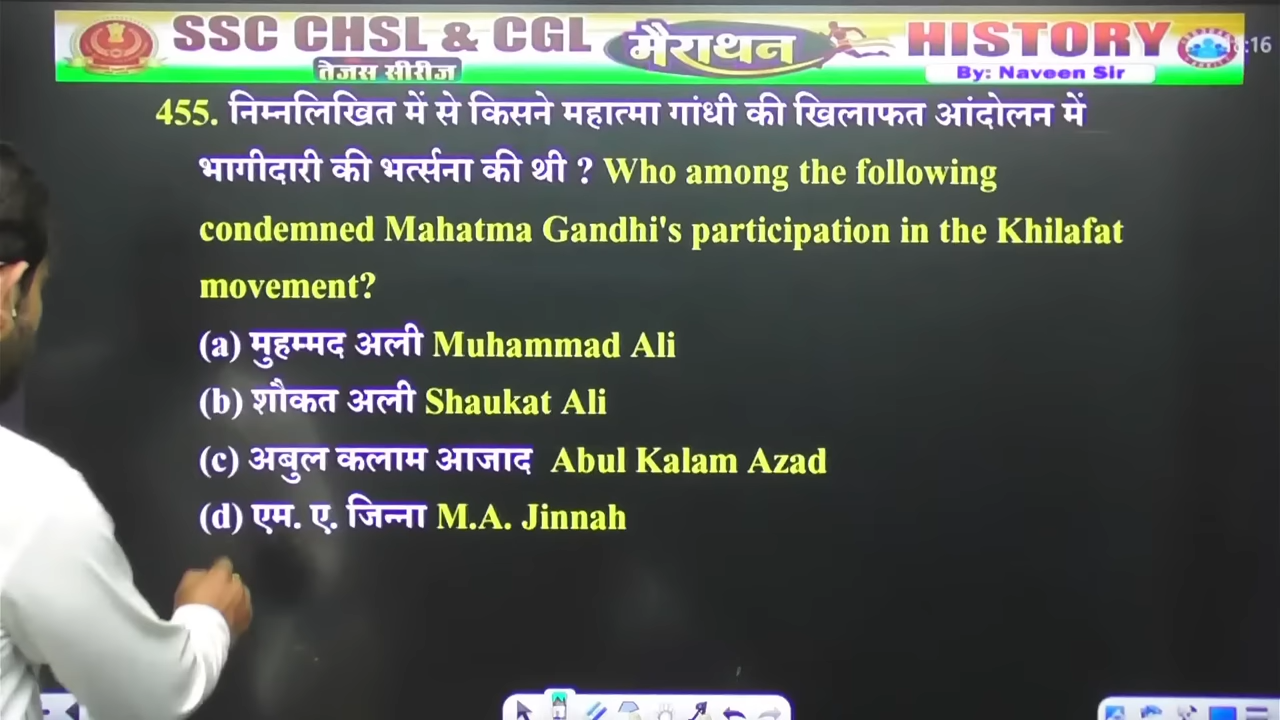 SSC CHSL & CGL
तेजस सीरीज
मैराथन
HISTORY
By: Naveen Sir
:16
455. निम्नलिखित में से किसने महात्मा गांधी की खिलाफत आंदोलन में
भागीदारी की भर्त्सना की थी ? Who among the following
condemned Mahatma Gandhi's participation in the Khilafat
movement?
(a) मुहम्मद अली Muhammad Ali
(b) शौकत अली Shaukat Ali
(c) अबुल कलाम आजाद Abul Kalam Azad
(d) एम. ए. जिन्ना M.A. Jinnah